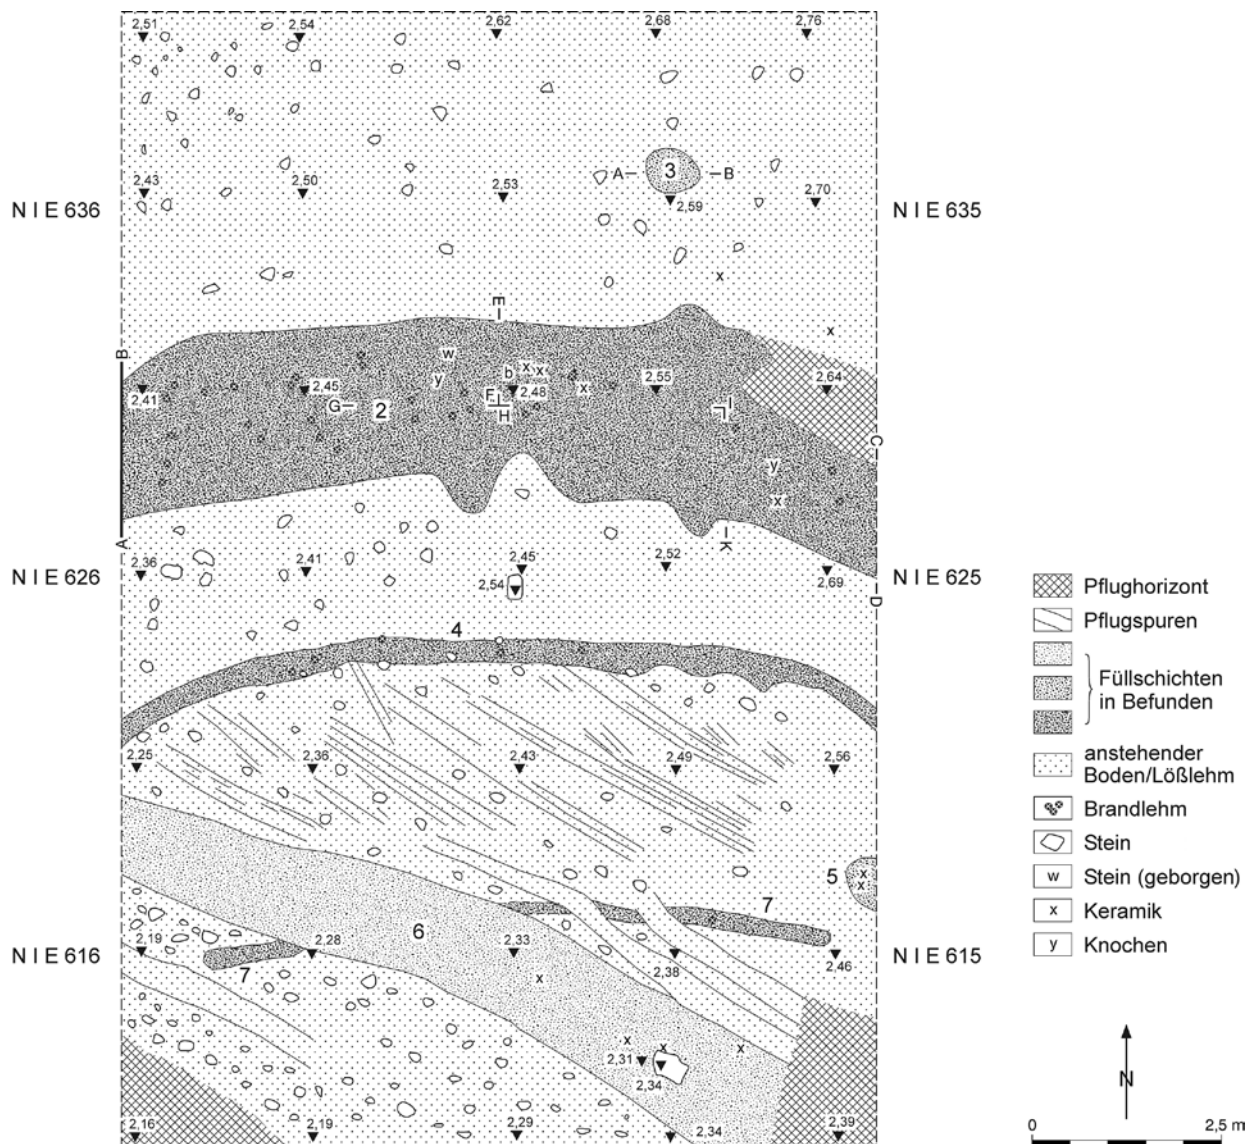 2,51 2,54 2,62 2,68 2,76
A 3 B
2,43 2,50 2,53 2,59 2,70
N I E 636 N I E 635
x
E
x
B
w
b x x
y
2,41 2,45 F 2,48 x 2,55 2,64
G 2 H I L
C
y
x
A K
2,36 2,41 2,45 2,52 2,69
N I E 626 2,54 N I E 625
D
4
2,25 2,36 2,43 2,49 2,56
5 x
x
7
6
2,19 2,28 2,33 2,38 2,46
N I E 616 N I E 615
7
x
x x x
2,31
2,34
2,16 2,19 2,29 2,34 2,39
Pflughorizont
Pflugspuren
Füllschichten
in Befunden
anstehender
Boden/Lößlehm
Brandlehm
Stein
w Stein (geborgen)
x Keramik
y Knochen
N
0 2,5 m